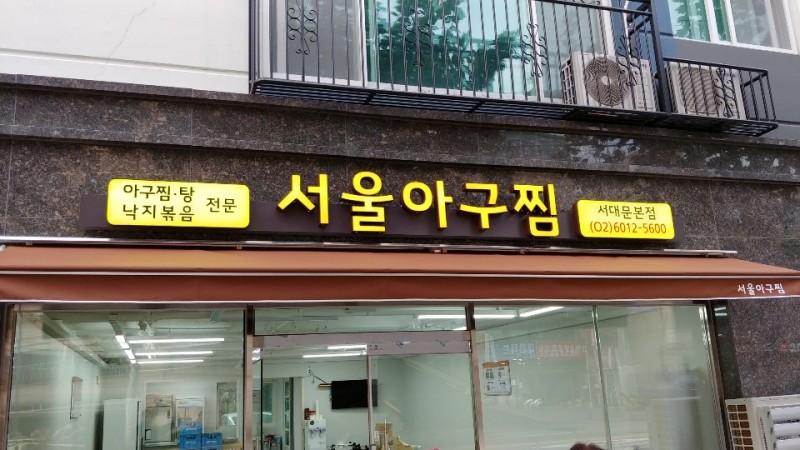 아구찜·탕
낙지볶음
전문
서울아구찜
서대문본점
(02)6012-5600
서울아구찜